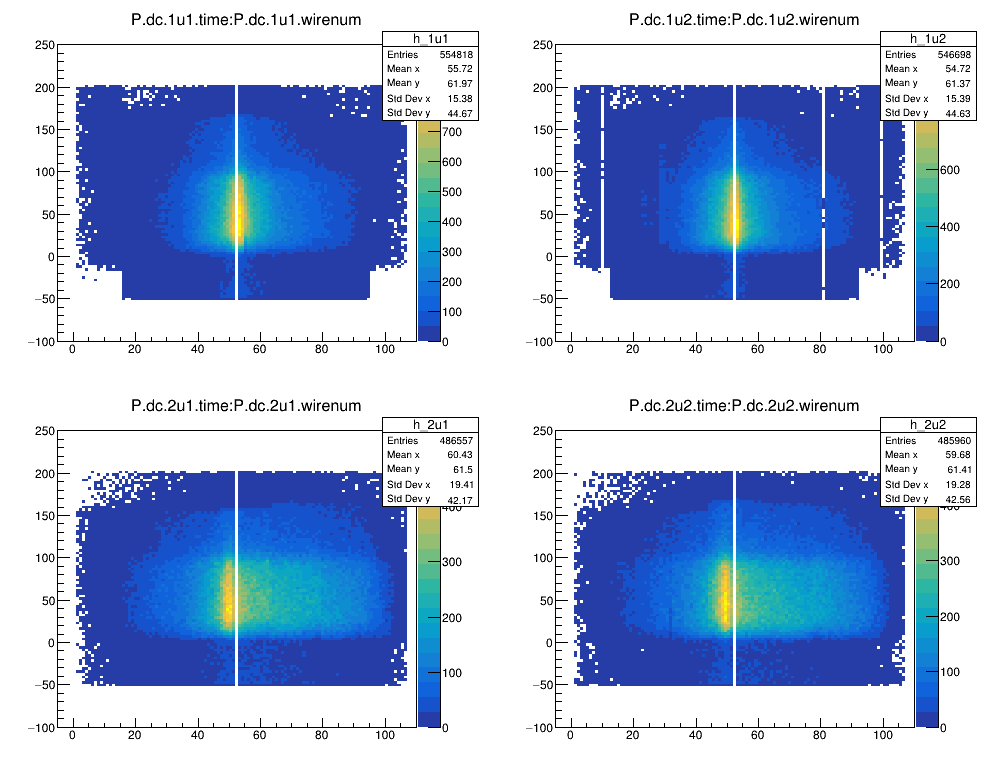 P.dc.1u1.time:P.dc.1u1.wirenum
h_1u1
Entries 554818
Mean x 55.72
Mean y 61.97
Std Dev x 15.38
Std Dev y 44.67
250
200
150
100
50
0
−50
−100
0 20 40 60 80 100
700
600
500
400
300
200
100
0
P.dc.1u2.time:P.dc.1u2.wirenum
h_1u2
Entries 546698
Mean x 54.72
Mean y 61.37
Std Dev x 15.39
Std Dev y 44.63
250
200
150
100
50
0
−50
−100
0 20 40 60 80 100
600
400
200
0
P.dc.2u1.time:P.dc.2u1.wirenum
h_2u1
Entries 486557
Mean x 60.43
Mean y 61.5
Std Dev x 19.41
Std Dev y 42.17
250
200
150
100
50
0
−50
−100
0 20 40 60 80 100
400
300
200
100
0
P.dc.2u2.time:P.dc.2u2.wirenum
h_2u2
Entries 485960
Mean x 59.68
Mean y 61.41
Std Dev x 19.28
Std Dev y 42.56
250
200
150
100
50
0
−50
−100
0 20 40 60 80 100
400
300
200
100
0